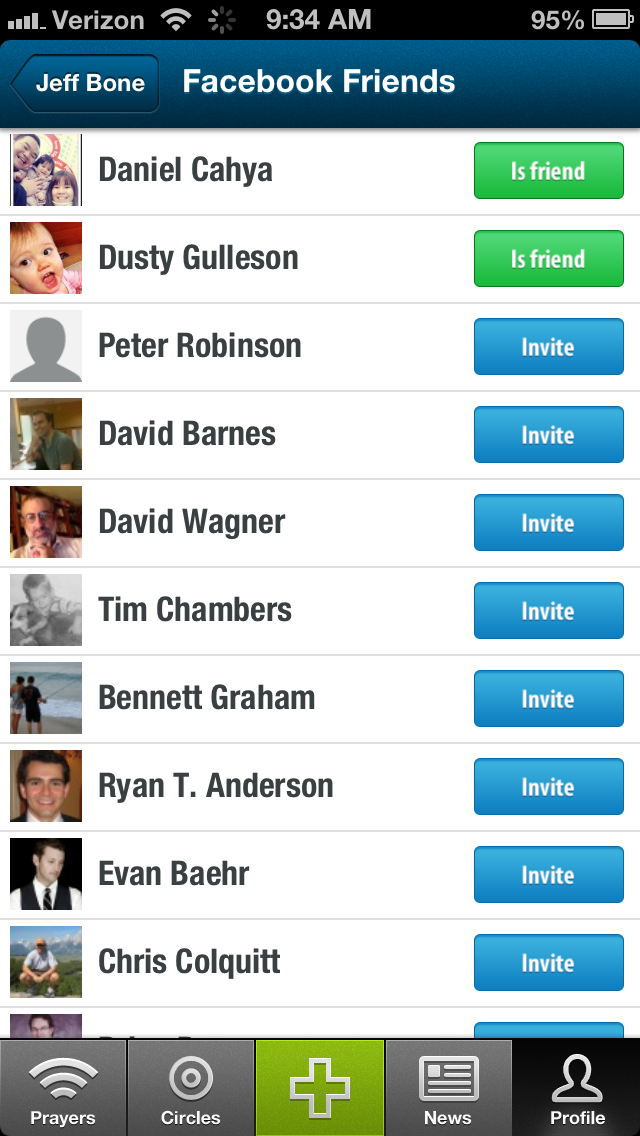 Verizon 9:34 AM 95%
Jeff Bone Facebook Friends
Daniel Cahya Is friend
Dusty Gulleson Is friend
Peter Robinson Invite
David Barnes Invite
David Wagner Invite
Tim Chambers Invite
Bennett Graham Invite
Ryan T. Anderson Invite
Evan Baehr Invite
Chris Colquitt Invite
Prayers Circles News Profile